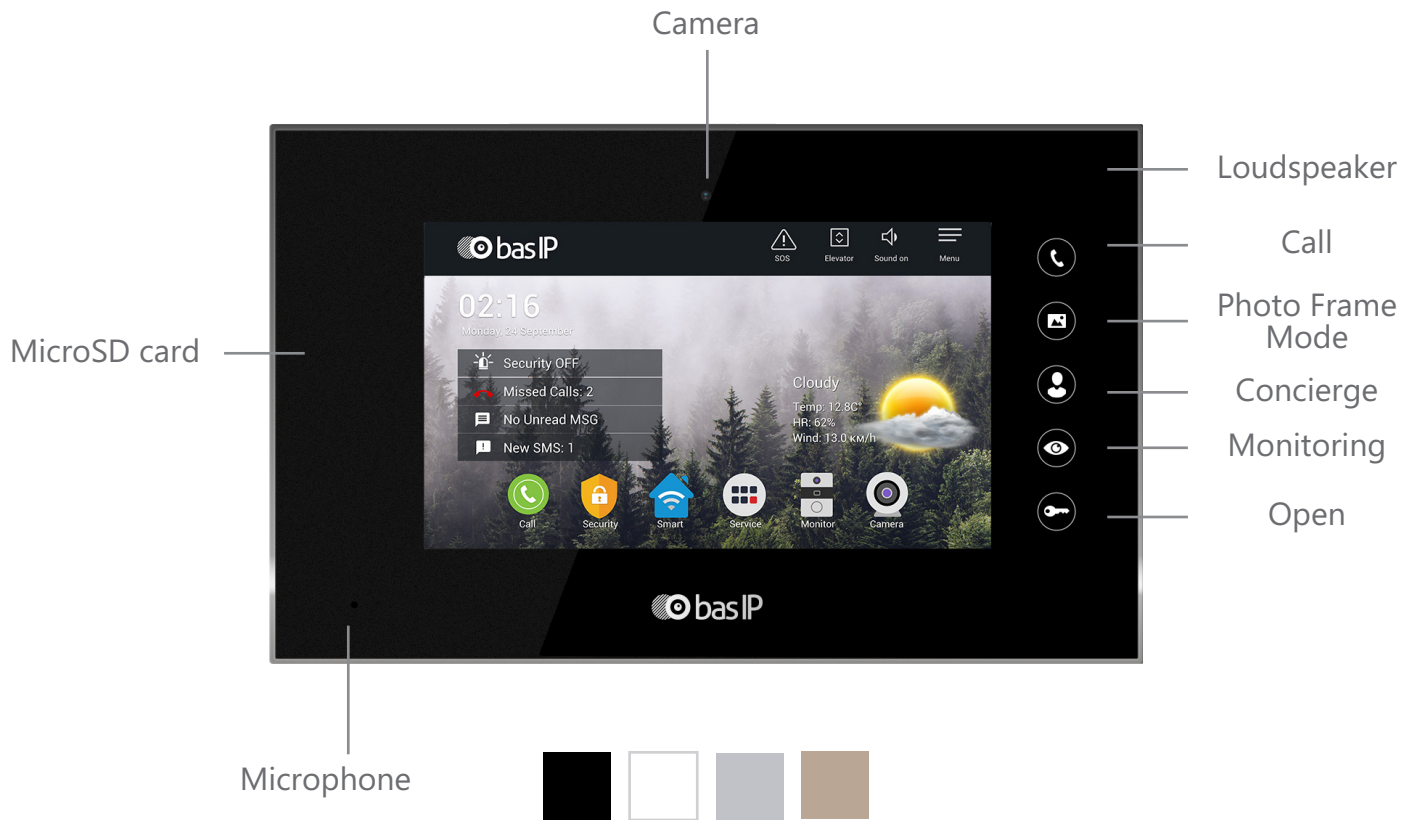 Camera
Loudspeaker
Call
Photo Frame
Mode
Concierge
Monitoring
Open
MicroSD card
Microphone
bas IP
SOS
Elevator
Sound on
Menu
02:16
Monday, 24 September
Security OFF
Missed Calls: 2
No Unread MSG
New SMS: 1
Cloudy
Temp: 12.8C°
HR: 62%
Wind: 13.0 км/h
Call
Security
Smart
Service
Monitor
Camera
bas IP